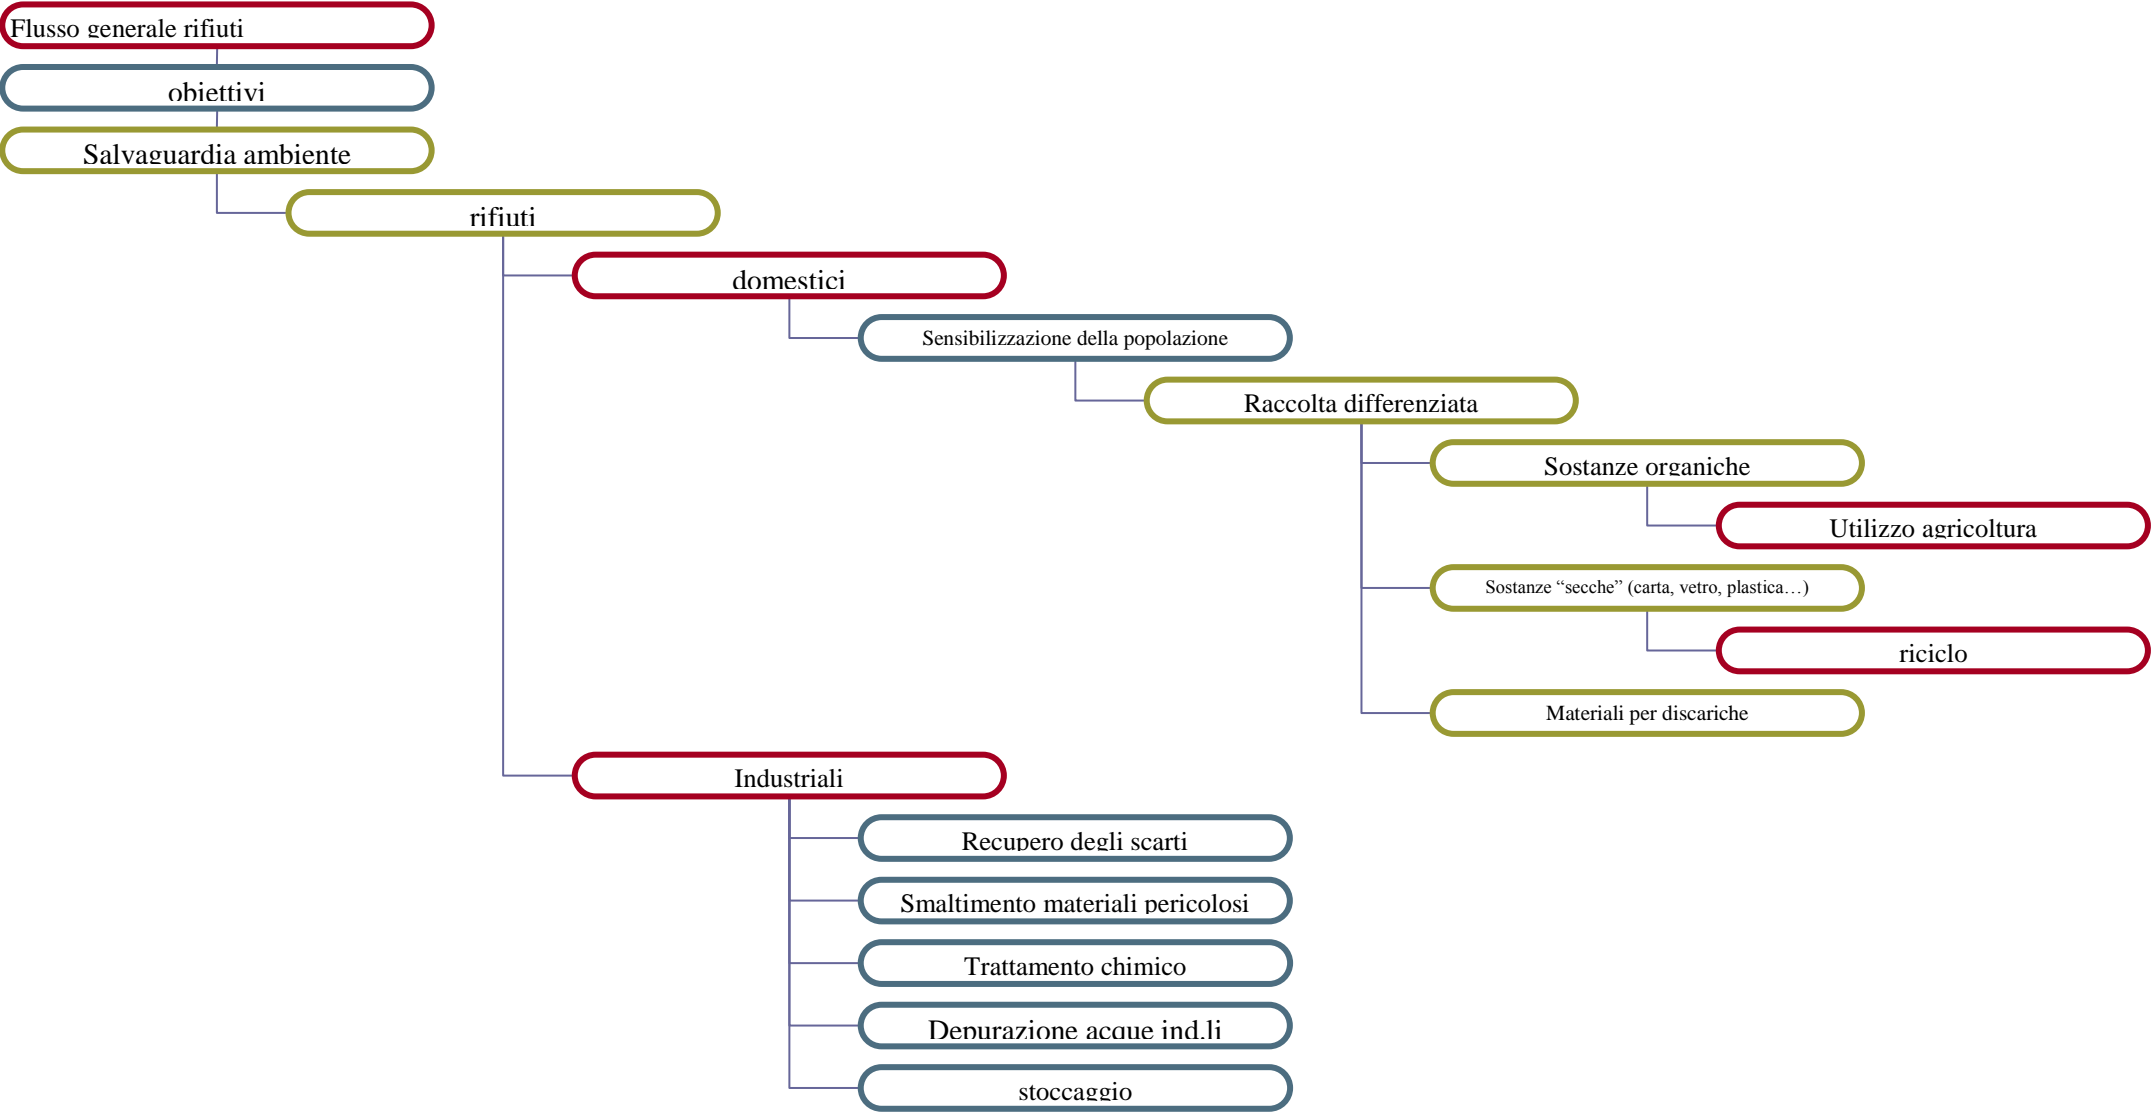 Flusso generale rifiuti
obiettivi
Salvaguardia ambiente
rifiuti
domestici
Sensibilizzazione della popolazione
Raccolta differenziata
Sostanze organiche
Utilizzo agricoltura
Sostanze “secche” (carta, vetro, plastica…)
riciclo
Materiali per discariche
Industriali
Recupero degli scarti
Smaltimento materiali pericolosi
Trattamento chimico
Depurazione acque ind.li
stoccaggio